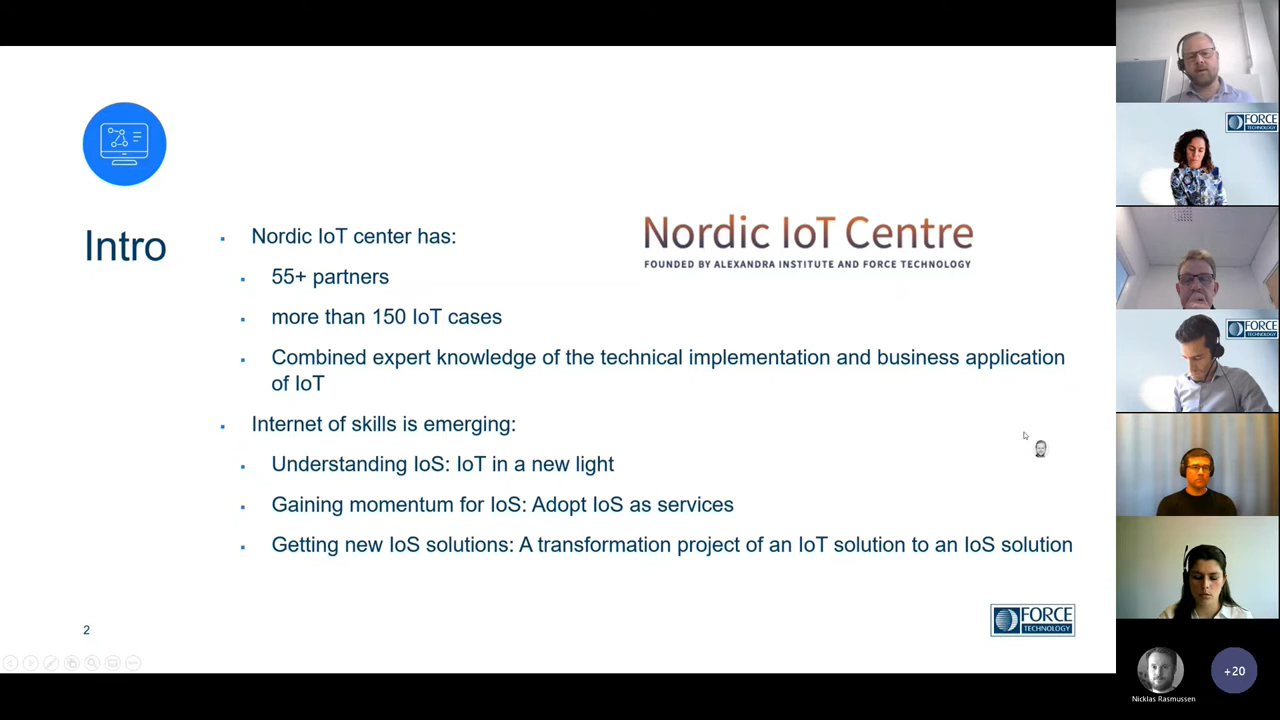 Intro
Nordic IoT center has:
55+ partners
more than 150 IoT cases
Combined expert knowledge of the technical implementation and business application
of IoT
Internet of skills is emerging:
Understanding IoS: IoT in a new light
Gaining momentum for IoS: Adopt IoS as services
Getting new IoS solutions: A transformation project of an IoT solution to an IoS solution
Nordic IoT Centre
FOUNDED BY ALEXANDRA INSTITUTE AND FORCE TECHNOLOGY
2
FORCE
TECHNOLOGY
FORCE
TECHNOLOGY
FORCE
TECHNOLOGY
Nicklas Rasmussen
+20